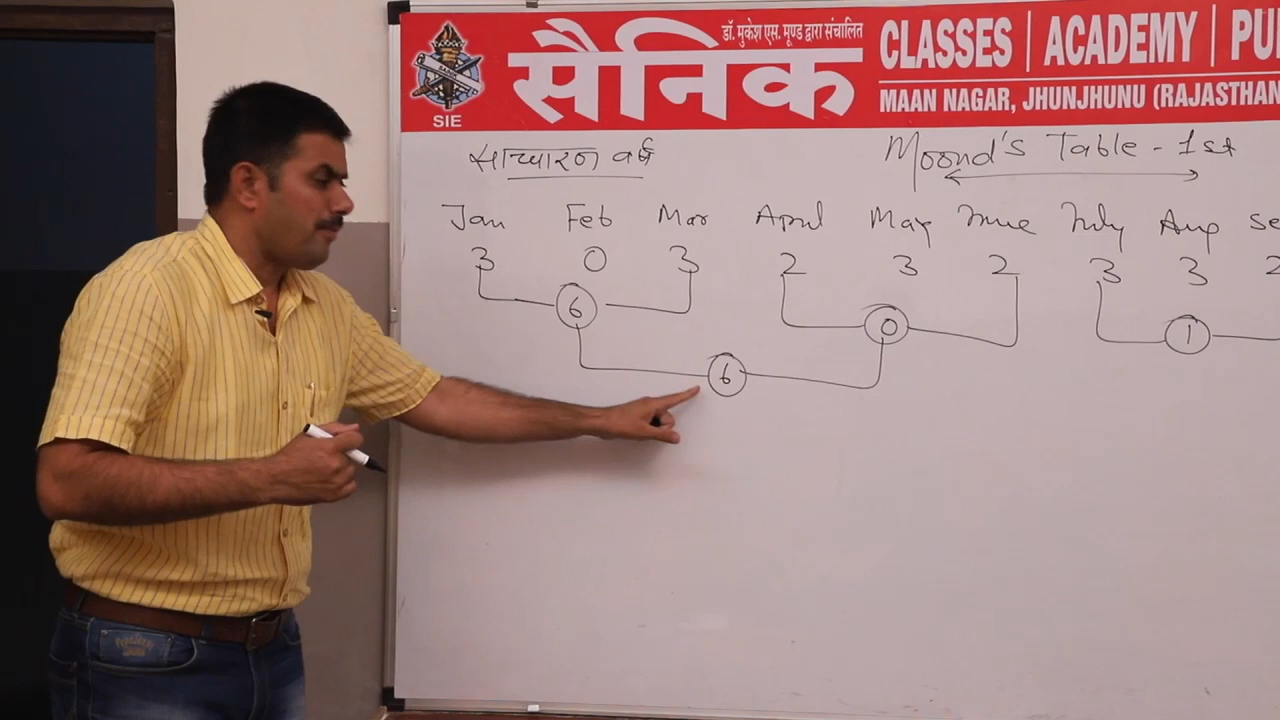 डॉ. मुकेश एस. मूण्ड द्वारा संचालित
सैनिक
CLASSES | ACADEMY | PU
MAAN NAGAR, JHUNJHUNU (RAJASTHAN
SIE
साधारण वर्ष
Moond's Table - 1st
Jan Feb Mar April May June July Aug Se
3 0 3 2 3 2 3 3 2
6 0 1
6